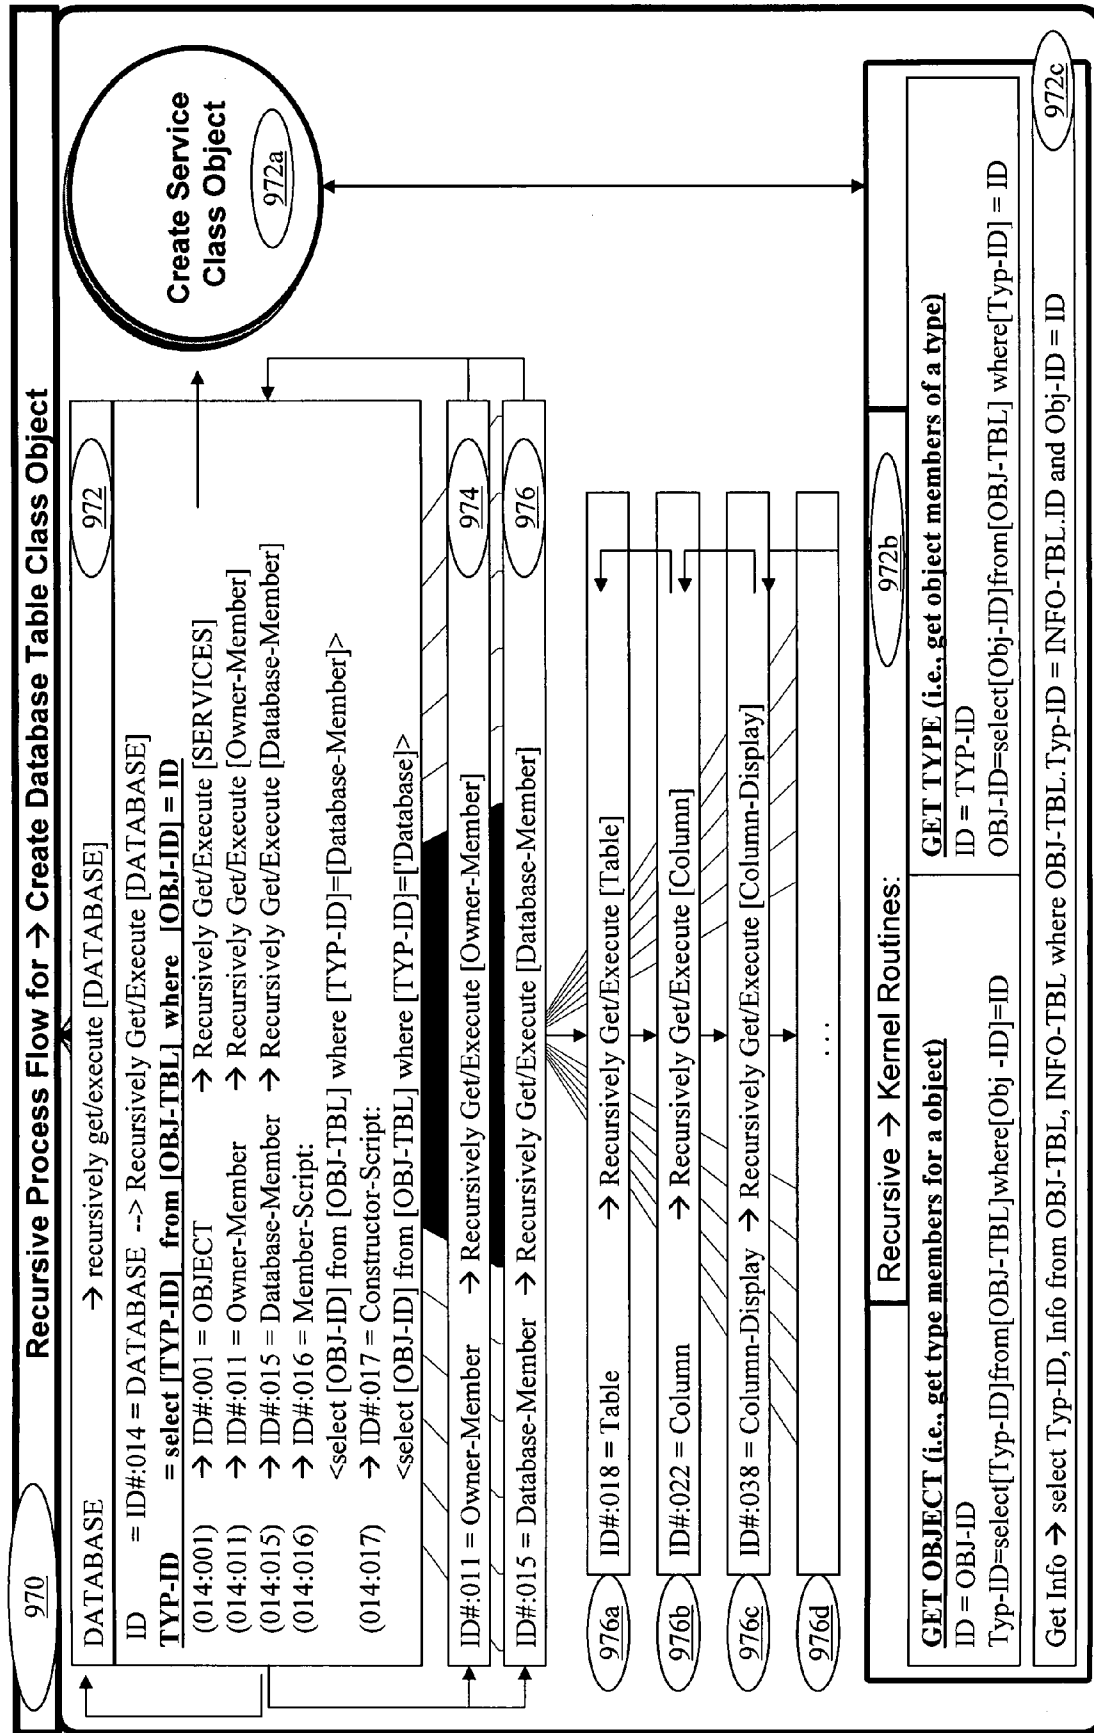 970
Recursive Process Flow for → Create Database Table Class Object
DATABASE → recursively get/execute [DATABASE] 972
ID = ID#:014 = DATABASE --> Recursively Get/Execute [DATABASE]
TYP-ID = select [TYP-ID] from [OBJ-TBL] where [OBJ-ID] = ID
(014:001) → ID#:001 = OBJECT → Recursively Get/Execute [SERVICES]
(014:011) → ID#:011 = Owner-Member → Recursively Get/Execute [Owner-Member]
(014:015) → ID#:015 = Database-Member → Recursively Get/Execute [Database-Member]
(014:016) → ID#:016 = Member-Script:
<select [OBJ-ID] from [OBJ-TBL] where [TYP-ID]=[Database-Member]>
(014:017) → ID#:017 = Constructor-Script:
<select [OBJ-ID] from [OBJ-TBL] where [TYP-ID]=['Database]>
Create Service
Class Object
972a
ID#:011 = Owner-Member → Recursively Get/Execute [Owner-Member] 974
ID#:015 = Database-Member → Recursively Get/Execute [Database-Member] 976
976a ID#:018 = Table → Recursively Get/Execute [Table]
976b ID#:022 = Column → Recursively Get/Execute [Column]
976c ID#:038 = Column-Display → Recursively Get/Execute [Column-Display]
976d ...
Recursive → Kernel Routines: 972b
GET OBJECT (i.e., get type members for a object)
ID = OBJ-ID
Typ-ID=select[Typ-ID]from[OBJ-TBL]where[Obj -ID]=ID
GET TYPE (i.e., get object members of a type)
ID = TYP-ID
OBJ-ID=select[Obj-ID]from[OBJ-TBL] where[Typ-ID] = ID
Get Info → select Typ-ID, Info from OBJ-TBL, INFO-TBL where OBJ-TBL.Typ-ID = INFO-TBL.ID and Obj-ID = ID 972c